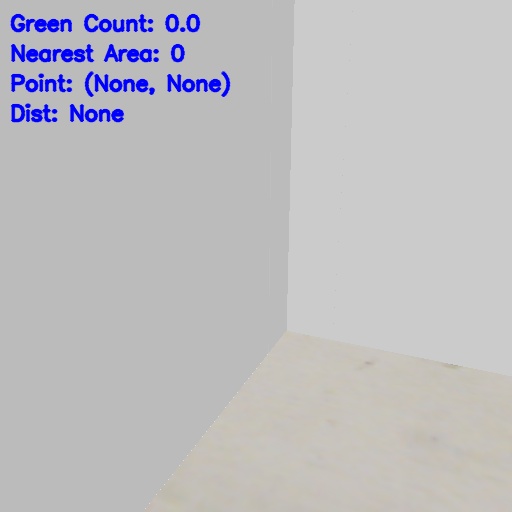 Green Count: 0.0
Nearest Area: 0
Point: (None, None)
Dist: None